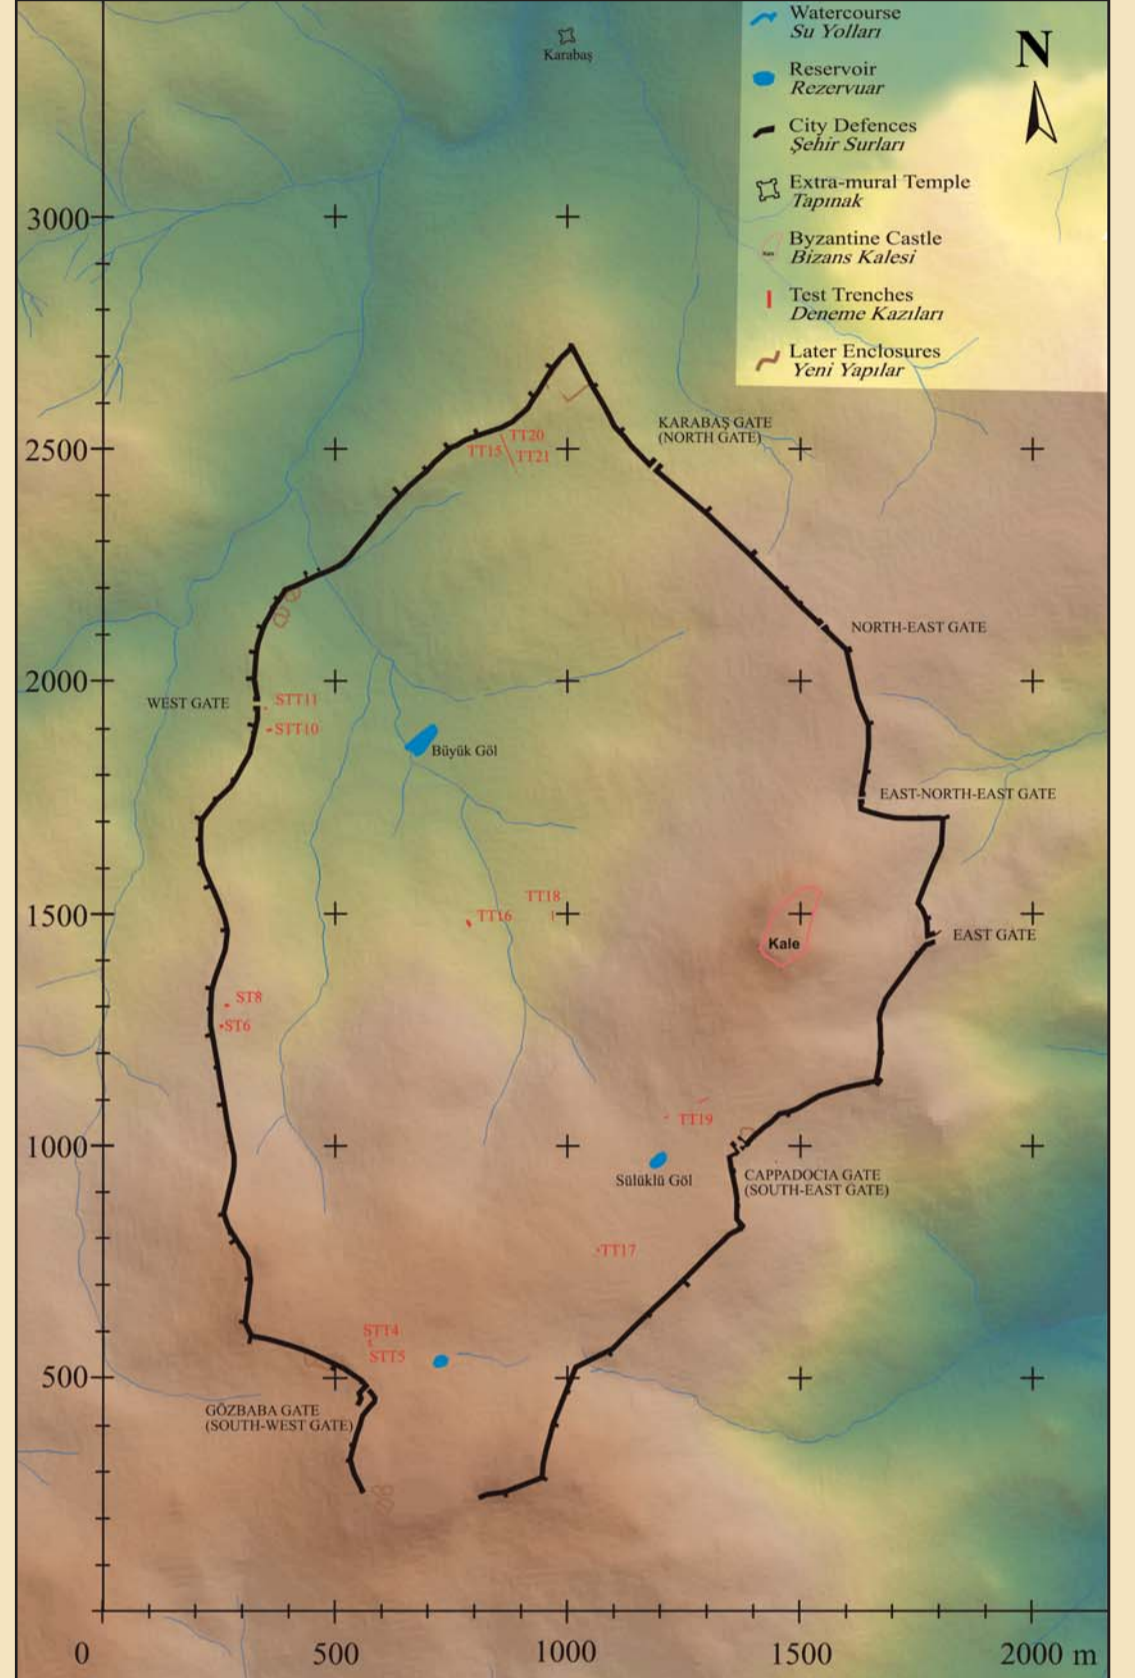 Watercourse
Su Yolları
Karabaş
N
Reservoir
Rezervuar
City Defences
Şehir Surları
Extra-mural Temple
Tapınak
3000
Byzantine Castle
Bizans Kalesi
Test Trenches
Deneme Kazıları
Later Enclosures
Yeni Yapılar
KARABAŞ GATE
(NORTH GATE)
TT20
2500
TT15
TT21
NORTH-EAST GATE
2000
WEST GATE
STT11
STT10
Büyük Göl
EAST-NORTH-EAST GATE
TT18
1500
TT16
EAST GATE
Kale
ST8
ST6
TT19
1000
CAPPADOCIA GATE
(SOUTH-EAST GATE)
Sülüklü Göl
TT17
STT4
STT5
500
GÖZBABA GATE
(SOUTH-WEST GATE)
0 500 1000 1500 2000 m